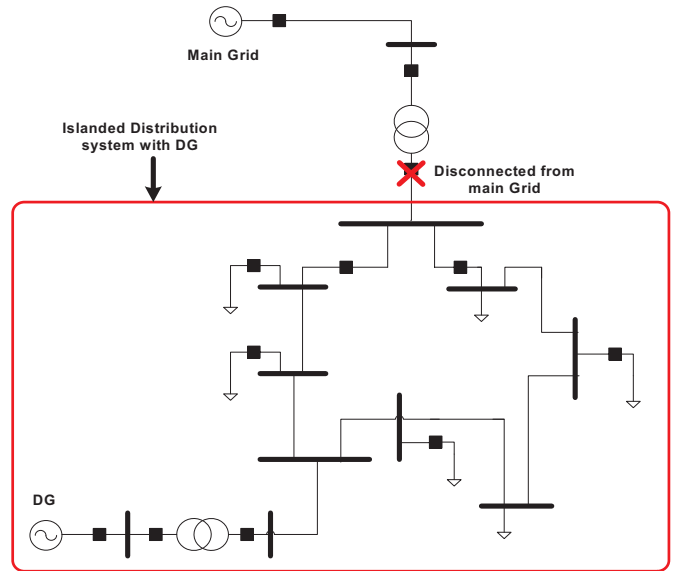 Main Grid
Islanded Distribution
system with DG
Disconnected from
main Grid
DG